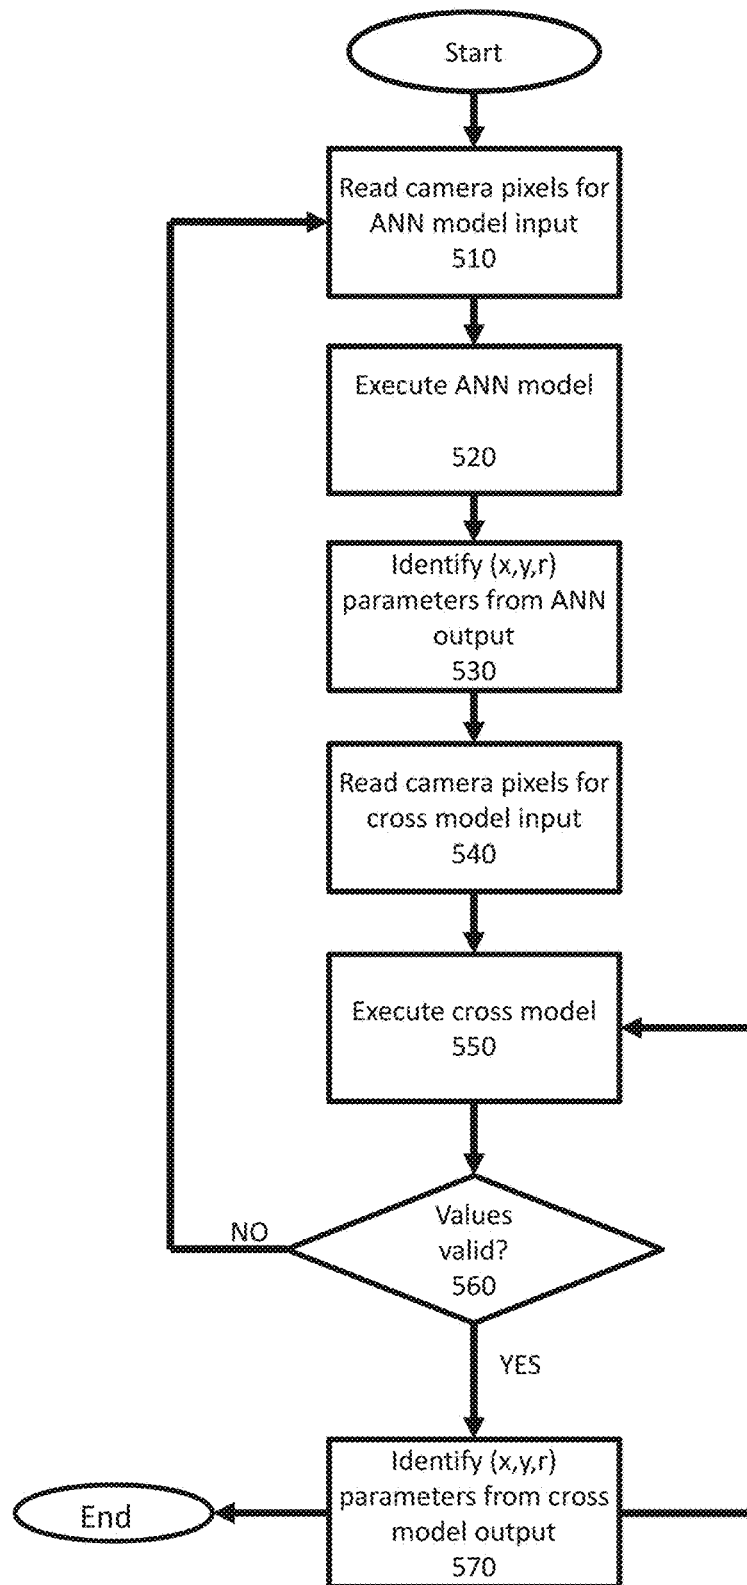 Start
Read camera pixels for
ANN model input
510
Execute ANN model
520
Identify (x,y,r)
parameters from ANN
output
530
Read camera pixels for
cross model input
540
Execute cross model
550
Values
valid?
560
NO
YES
Identify (x,y,r)
parameters from cross
model output
570
End